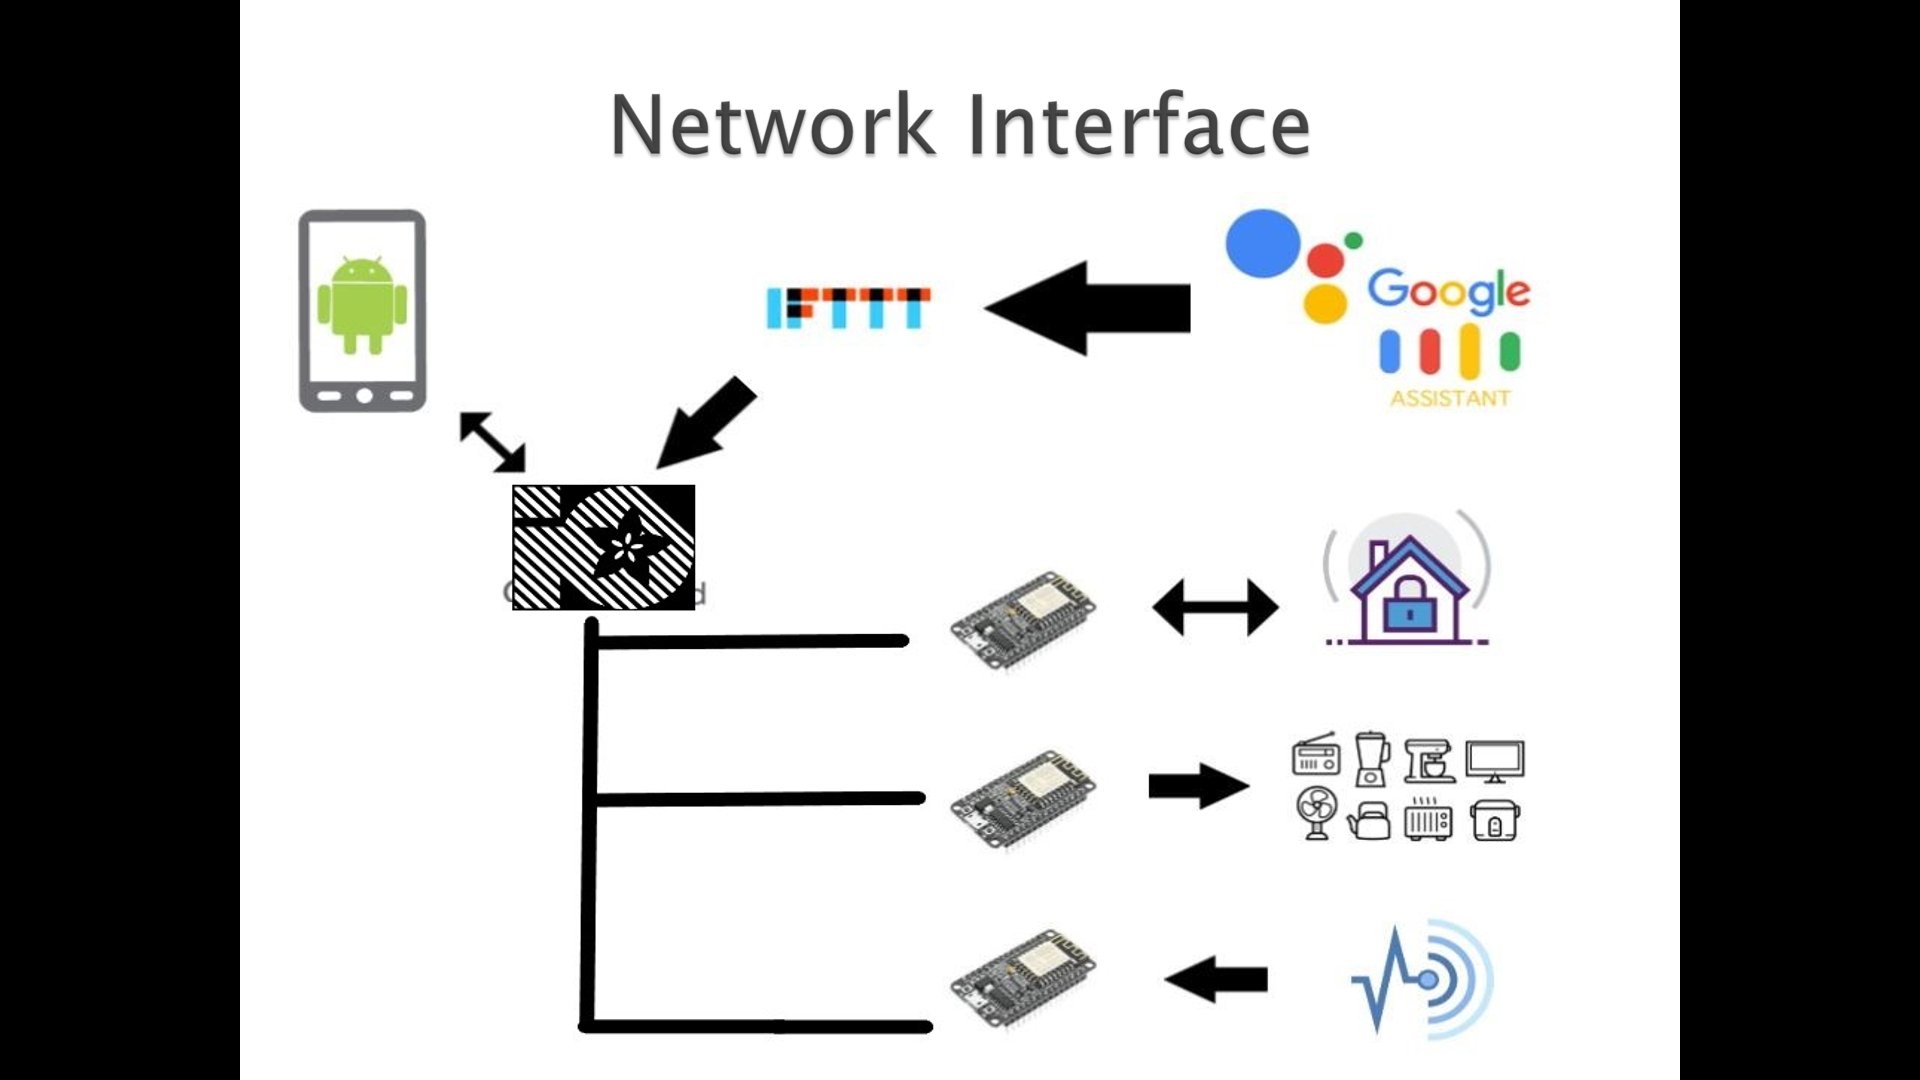 Network Interface
IFTTT
Google
ASSISTANT